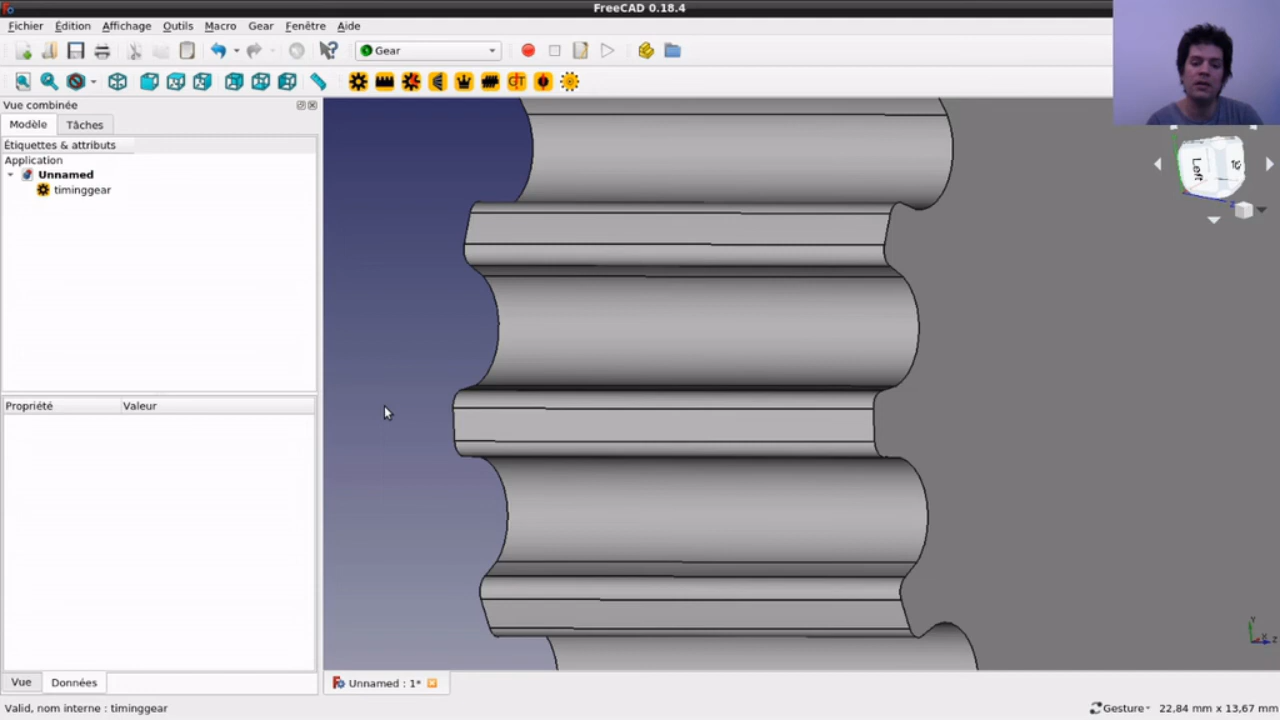 FreeCAD 0.18.4
Fichier Édition Affichage Outils Macro Gear Fenêtre Aide
Gear
Vue combinée
Modèle Tâches
Étiquettes & attributs
Application
Unnamed
timinggear
Propriété Valeur
Left
Vue Données
Unnamed : 1*
Valid, nom interne : timinggear
Gesture 22,84 mm x 13,67 mm